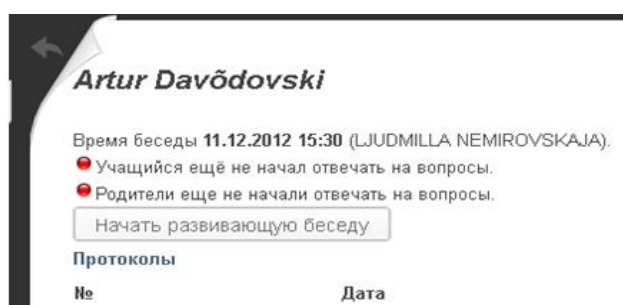 Artur Davõdovski
Время беседы 11.12.2012 15:30 (LJUDMILLA NEMIROVSKAJA).
Учащийся ещё не начал отвечать на вопросы.
Родители еще не начали отвечать на вопросы.
Начать развивающую беседу
Протоколы
№ Дата